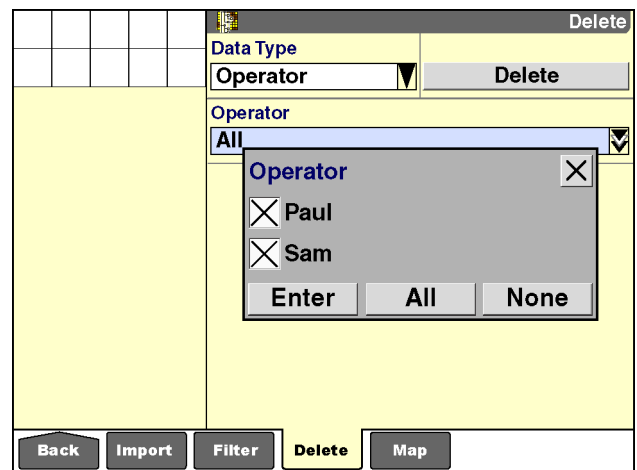 Delete
Data Type
Operator
Delete
Operator
All
Operator
Paul
Sam
Enter All None
Back Import Filter Delete Map